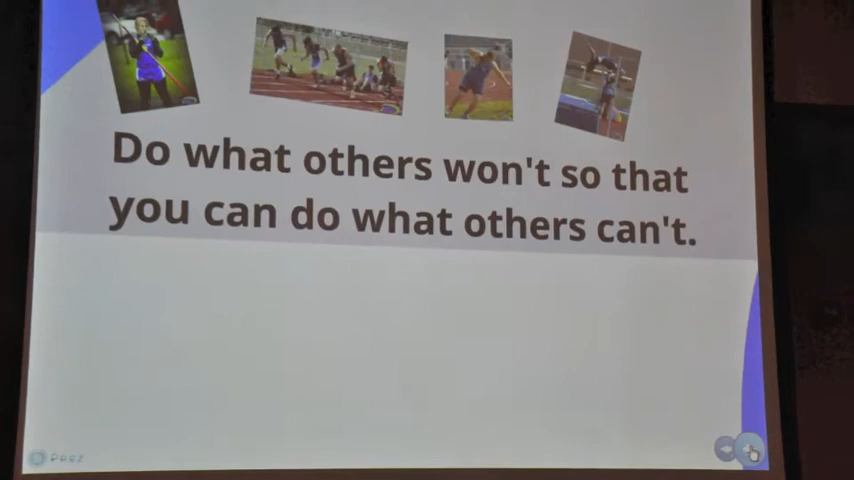 Do what others won't so that
you can do what others can't.